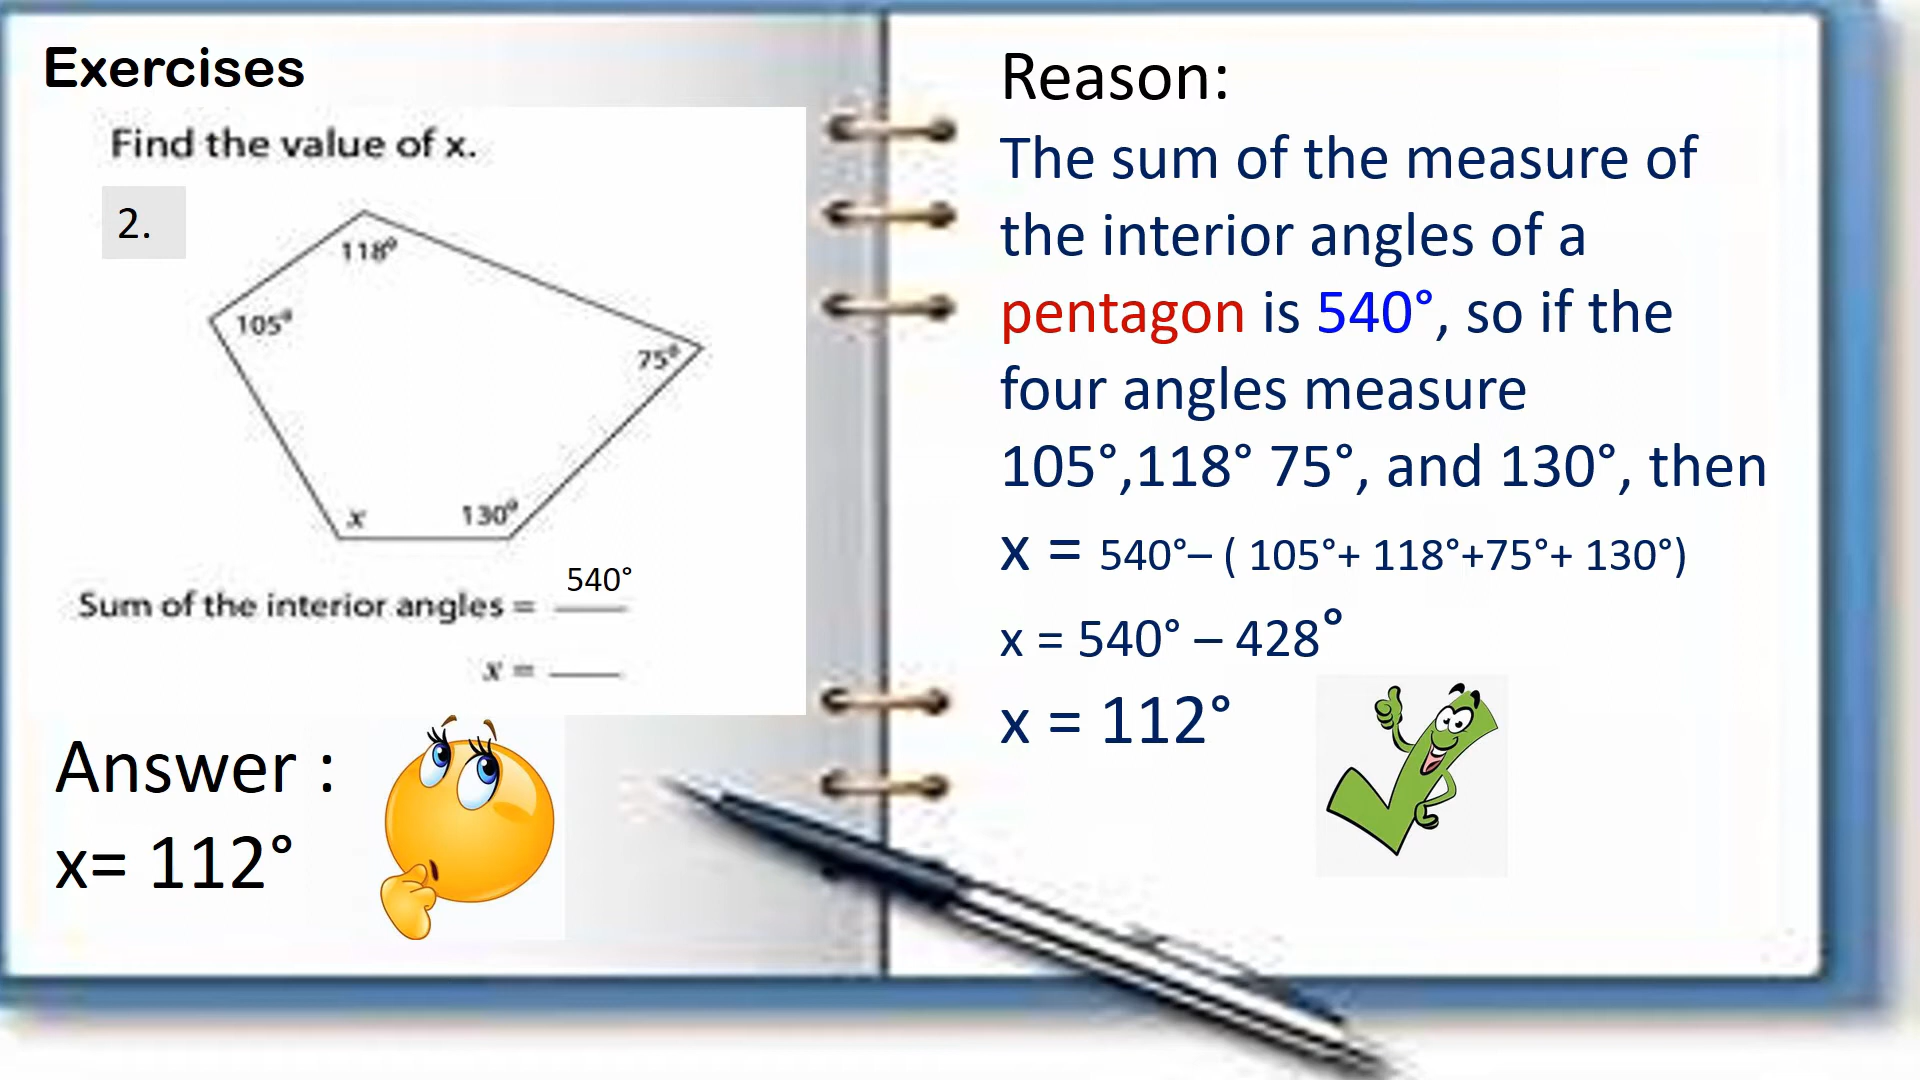 Exercises
Find the value of x.
2.
118°
105°
75°
x
130°
540°
Sum of the interior angles = ____
x = ____
Answer :
x= 112°
Reason:
The sum of the measure of
the interior angles of a
pentagon is 540°, so if the
four angles measure
105°,118° 75°, and 130°, then
x = 540°– ( 105°+ 118°+75°+ 130°)
x = 540° – 428°
x = 112°